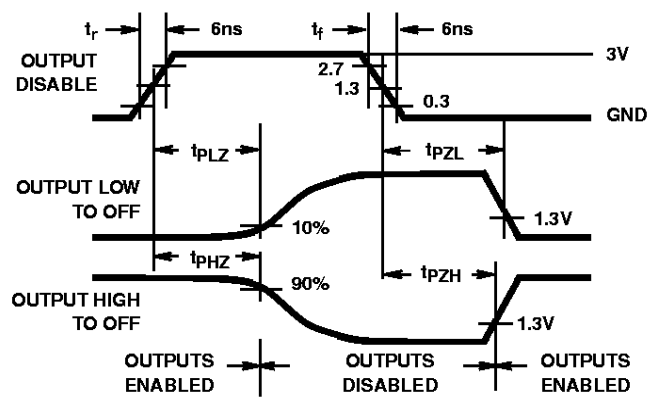 tr 6ns tf 6ns
OUTPUT
DISABLE
3V
2.7
1.3
0.3
GND
tPLZ tPZL
OUTPUT LOW
TO OFF
10%
1.3V
tPHZ
90%
tPZH
OUTPUT HIGH
TO OFF
1.3V
OUTPUTS
ENABLED
OUTPUTS
DISABLED
OUTPUTS
ENABLED